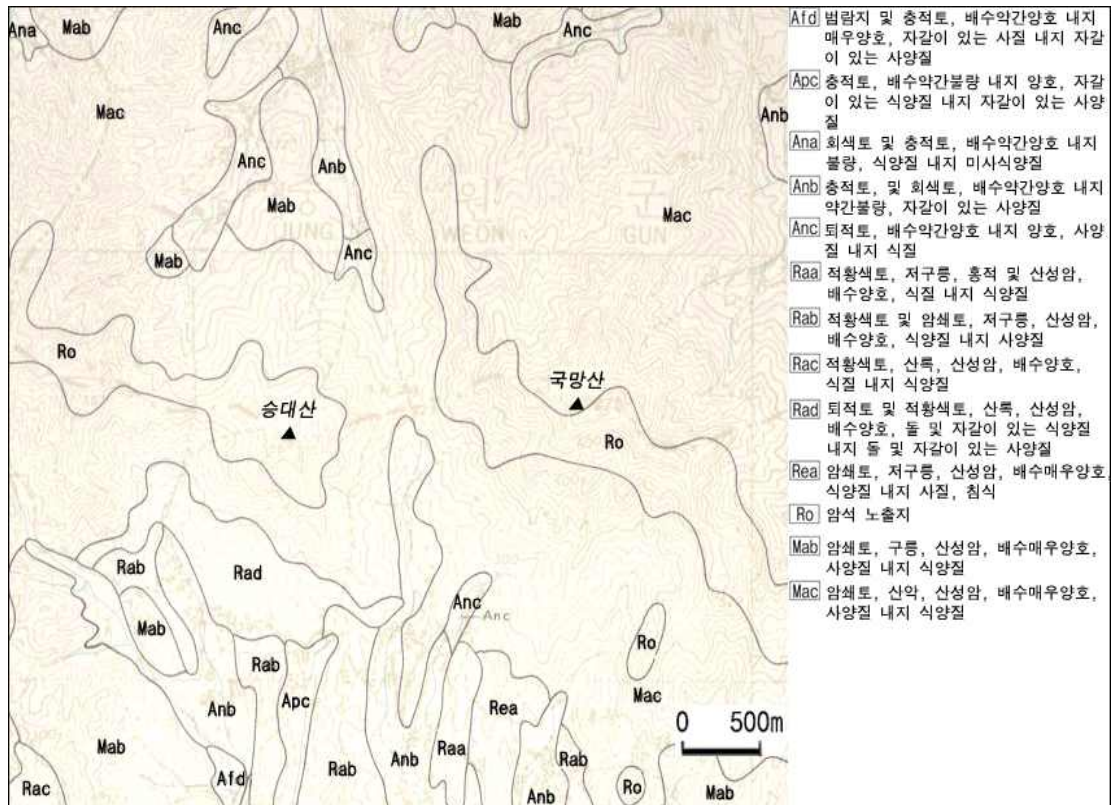 Ana
Mab
Anc
Mab
Anc
Mac
Anb
Anc
Anb
Mab
Mac
군
JUNG
WEON
GUN
Anc
Mab
Ro
국망산
승대산
Ro
Rab
Rad
Anc
Anc
Mab
Ro
Rab
Mac
Apc
Anb
Rea
0 500m
Mab
Anb
Raa
Rab
Afd
Rab
Rac
Anb
Ro
Mab
Afd 범람지 및 충적토, 배수약간양호 내지
매우양호, 자갈이 있는 사질 내지 자갈
이 있는 사양질
Apc 충적토, 배수약간불량 내지 양호, 자갈
이 있는 식양질 내지 자갈이 있는 사양
질
Ana 회색토 및 충적토, 배수약간양호 내지
불량, 식양질 내지 미사식양질
Anb 충적토, 및 회색토, 배수약간양호 내지
약간불량, 자갈이 있는 사양질
Anc 퇴적토, 배수약간양호 내지 양호, 사양
질 내지 식질
Raa 적황색토, 저구릉, 홍적 및 산성암,
배수양호, 식질 내지 식양질
Rab 적황색토 및 암쇄토, 저구릉, 산성암,
배수양호, 식양질 내지 사양질
Rac 적황색토, 산록, 산성암, 배수양호,
식질 내지 식양질
Rad 퇴적토 및 적황색토, 산록, 산성암,
배수양호, 돌 및 자갈이 있는 식양질
내지 돌 및 자갈이 있는 사양질
Rea 암쇄토, 저구릉, 산성암, 배수매우양호,
식양질 내지 사질, 침식
Ro 암석 노출지
Mab 암쇄토, 구릉, 산성암, 배수매우양호,
사양질 내지 식양질
Mac 암쇄토, 산악, 산성암, 배수매우양호,
사양질 내지 식양질